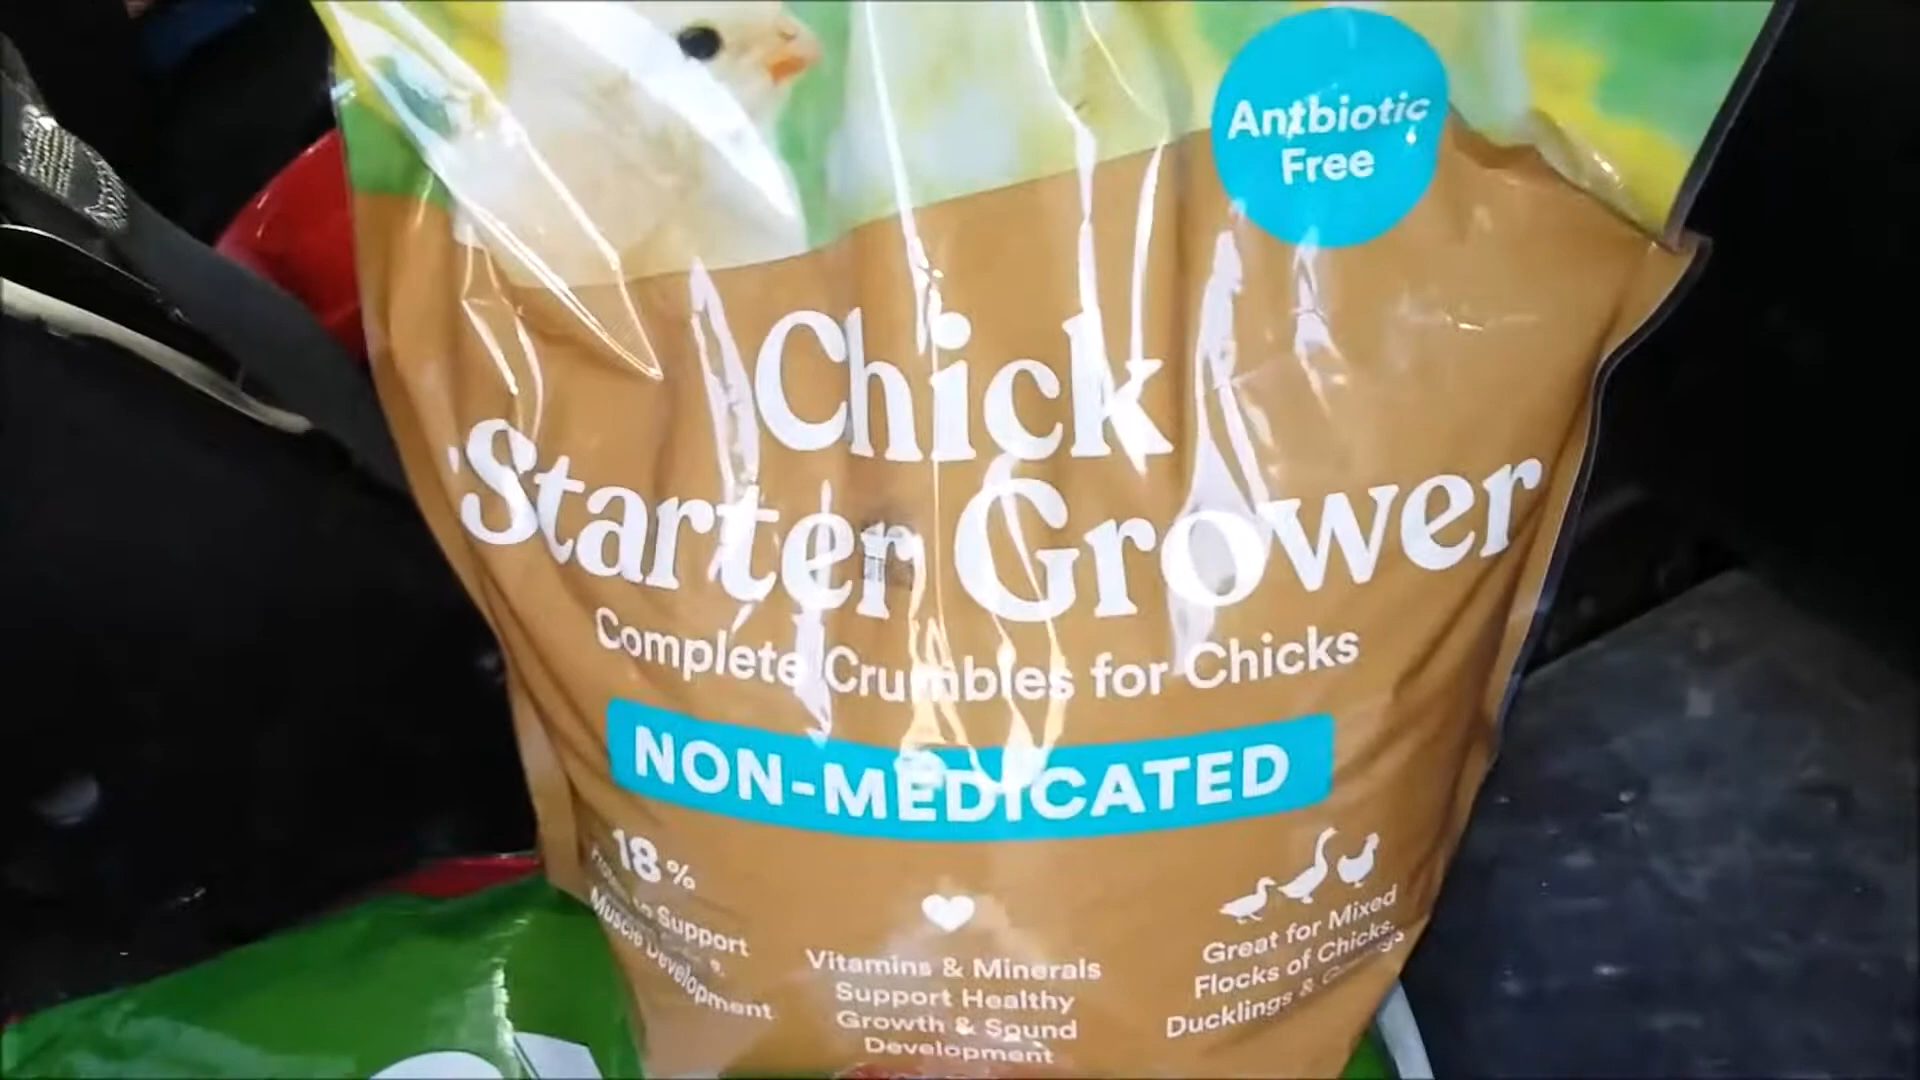 Antbiotic
Free
Chick
Starter Grower
Complete Crumbles for Chicks
NON-MEDICATED
18%
to Support
Muscle Development
Vitamins & Minerals
Support Healthy
Growth & Sound
Development
Great for Mixed
Flocks of Chicks,
Ducklings &